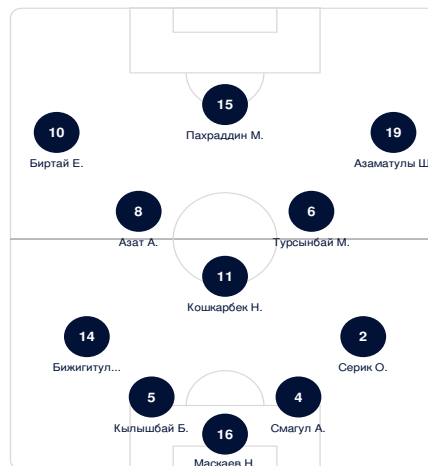 15
Пахраддин М.
10
Биртай Е.
19
Азаматулы Ш
8
Азат А.
6
Турсынбай М.
11
Кошкарбек Н.
14
Бижигитул...
2
Серик О.
5
Кылышбай Б.
4
Смагул А.
16
Маскаев Н.